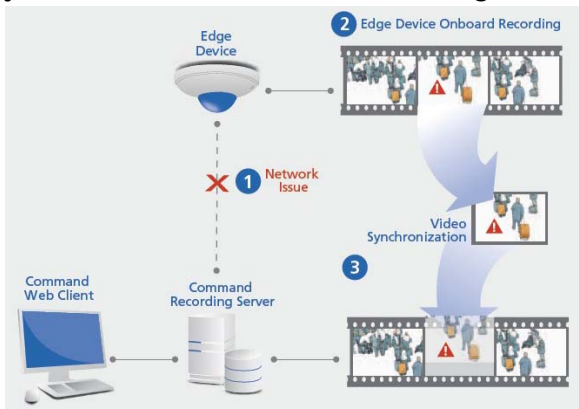 Edge
Device
2 Edge Device Onboard Recording
1 Network
Issue
Video
Synchronization
3
Command
Web Client
Command
Recording Server